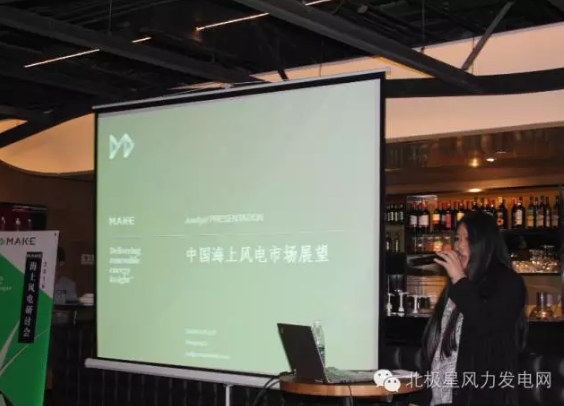 MAKE
Analyst PRESENTATION
Delivering
renewable
energy
insight
中国海上风电市场展望
MAKE
海上风电研讨会
2016
北极星风力发电网